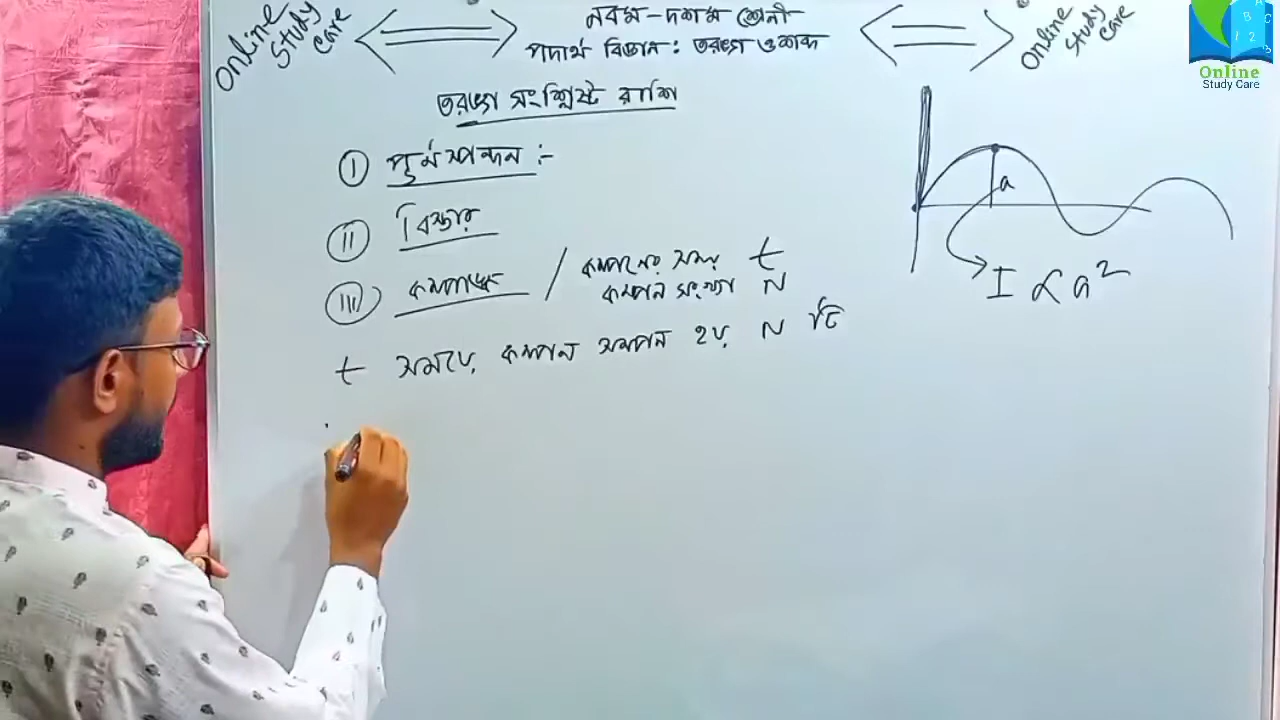 Online Study Care
নবম-দশম শ্রেনী
পদার্থ বিজ্ঞান: তরঙ্গ ও শব্দ
Online Study Care
Online
Study Care
তরঙ্গ সংশ্লিষ্ট রাশি
I পূর্ন স্পন্দন :-
II বিস্তার
III কম্পাঙ্ক / কম্পনের সময় t
কম্পন সংখ্যা N
t সময়ে কম্পন সম্পন্ন হয় N টি
a
I ∝ a²